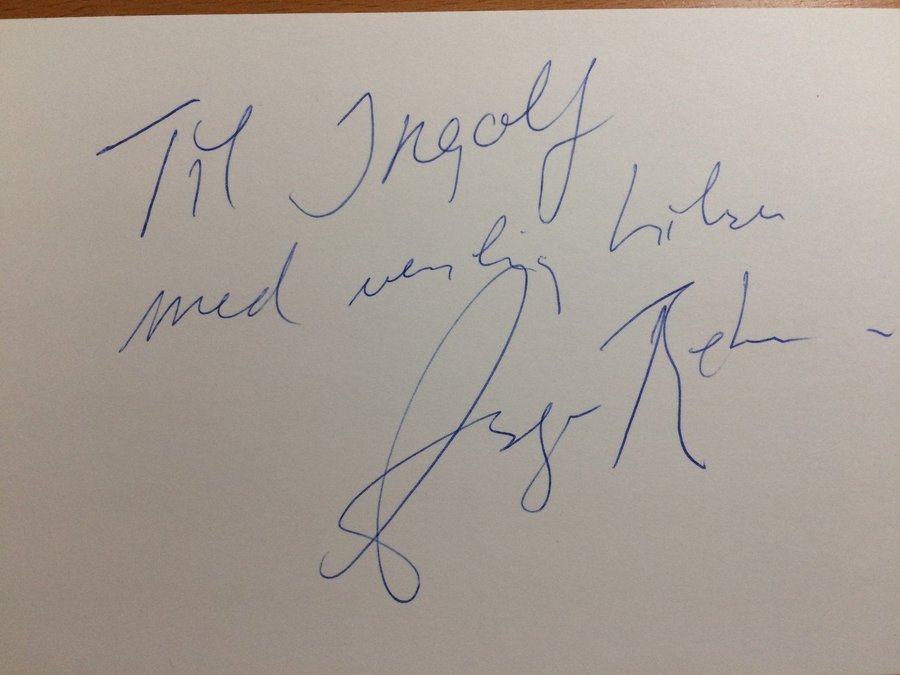 Til Ingolf
med venlig hilsen